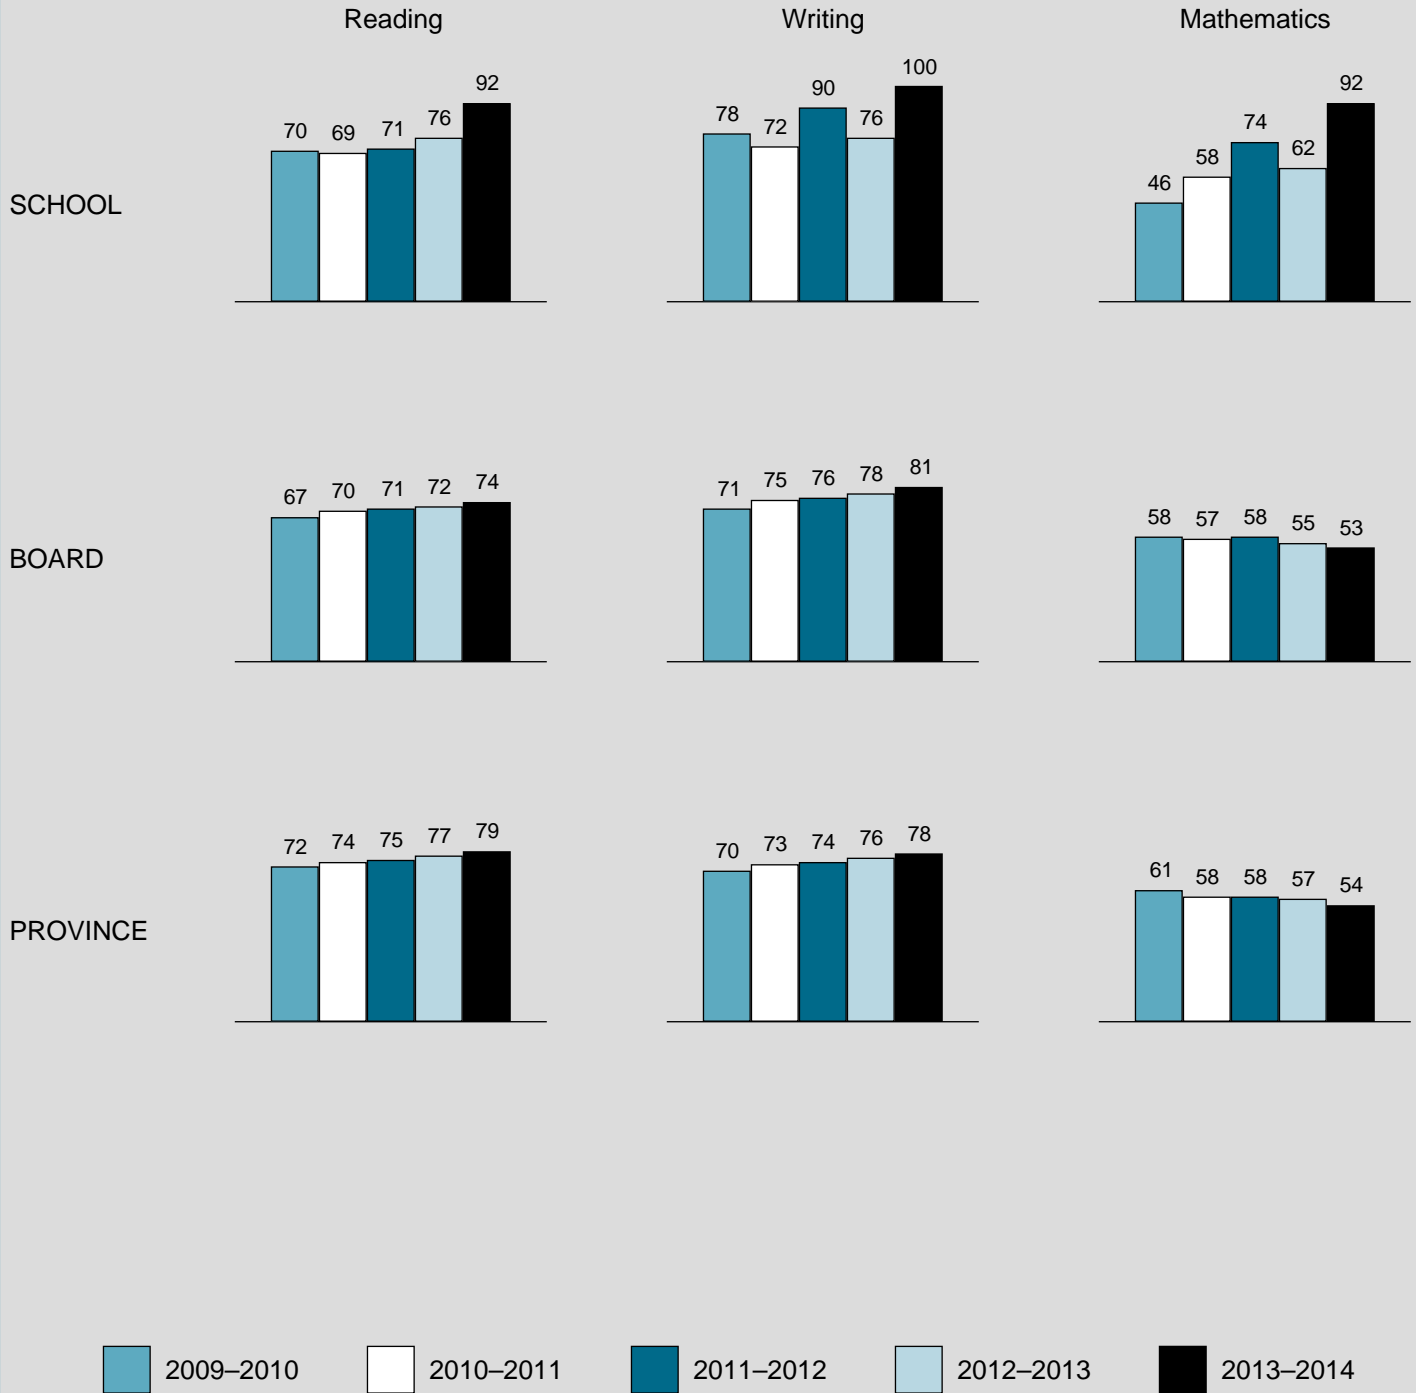 Reading Writing Mathematics
SCHOOL
70 69 71 76 92
78 72 90 76 100
46 58 74 62 92
BOARD
67 70 71 72 74
71 75 76 78 81
58 57 58 55 53
PROVINCE
72 74 75 77 79
70 73 74 76 78
61 58 58 57 54
2009–2010 2010–2011 2011–2012 2012–2013 2013–2014